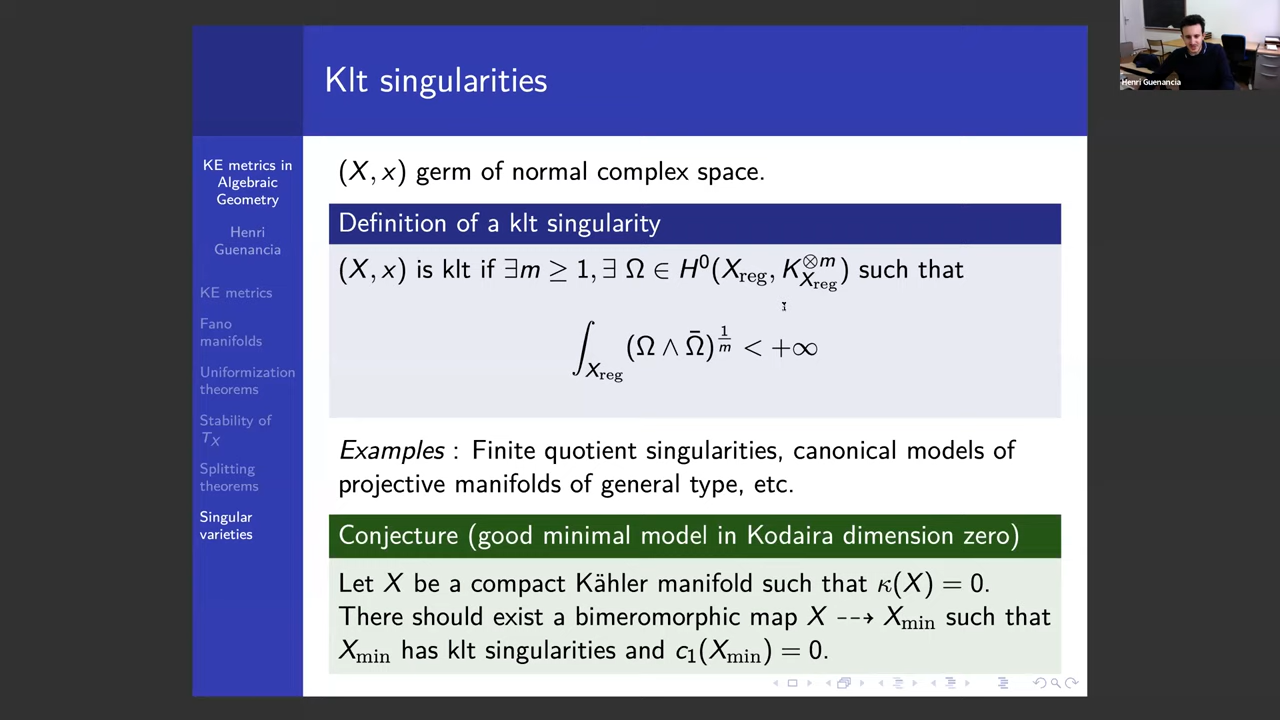 Klt singularities
Henri Guenancia
KE metrics in
Algebraic
Geometry
Henri
Guenancia
KE metrics
Fano
manifolds
Uniformization
theorems
Stability of
T_X
Splitting
theorems
Singular
varieties
(X, x) germ of normal complex space.
Definition of a klt singularity
(X, x) is klt if ∃m ≥ 1, ∃ Ω ∈ H⁰(X_reg, K_{X_reg}^{⊗m}) such that
∫_{X_reg} (Ω ∧ Ω̄)^{1/m} < +∞
Examples : Finite quotient singularities, canonical models of
projective manifolds of general type, etc.
Conjecture (good minimal model in Kodaira dimension zero)
Let X be a compact Kähler manifold such that κ(X) = 0.
There should exist a bimeromorphic map X ⇢ X_min such that
X_min has klt singularities and c₁(X_min) = 0.